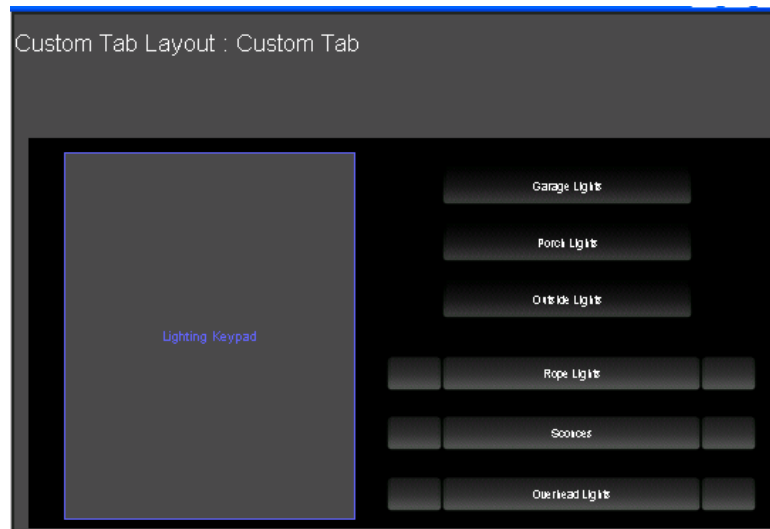 Custom Tab Layout : Custom Tab
Lighting Keypad
Garage Lights
Porch Lights
Outside Lights
Rope Lights
Sconces
Overhead Lights